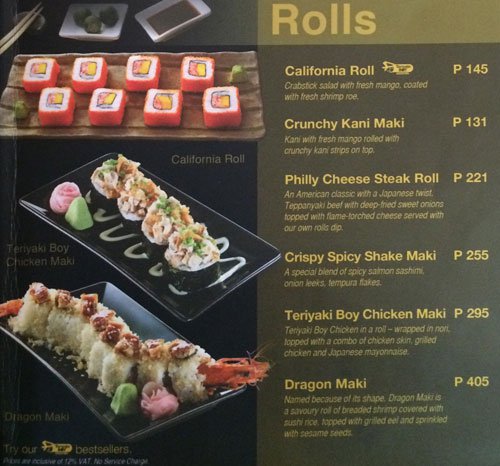 Rolls
California Roll P 145
Crabstick salad with fresh mango, coated
with fresh shrimp roe.
Crunchy Kani Maki P 131
Kani with fresh mango rolled with
crunchy kani strips on top.
Philly Cheese Steak Roll P 221
An American classic with a Japanese twist.
Teppanyaki beef with deep-fried sweet onions
topped with flame-torched cheese served with
our own rolls dip.
Crispy Spicy Shake Maki P 255
A special blend of spicy salmon sashimi,
onion leeks, tempura flakes.
Teriyaki Boy Chicken Maki P 295
Teriyaki Boy Chicken in a roll – wrapped in nori,
topped with a combo of chicken skin, grilled
chicken and Japanese mayonnaise.
Dragon Maki P 405
Named because of its shape. Dragon Maki is
a savoury roll of breaded shrimp covered with
sushi rice, topped with grilled eel and sprinkled
with sesame seeds.
California Roll
Teriyaki Boy
Chicken Maki
Dragon Maki
Try our bestsellers.
Prices are inclusive of 12% VAT. No Service Charge.